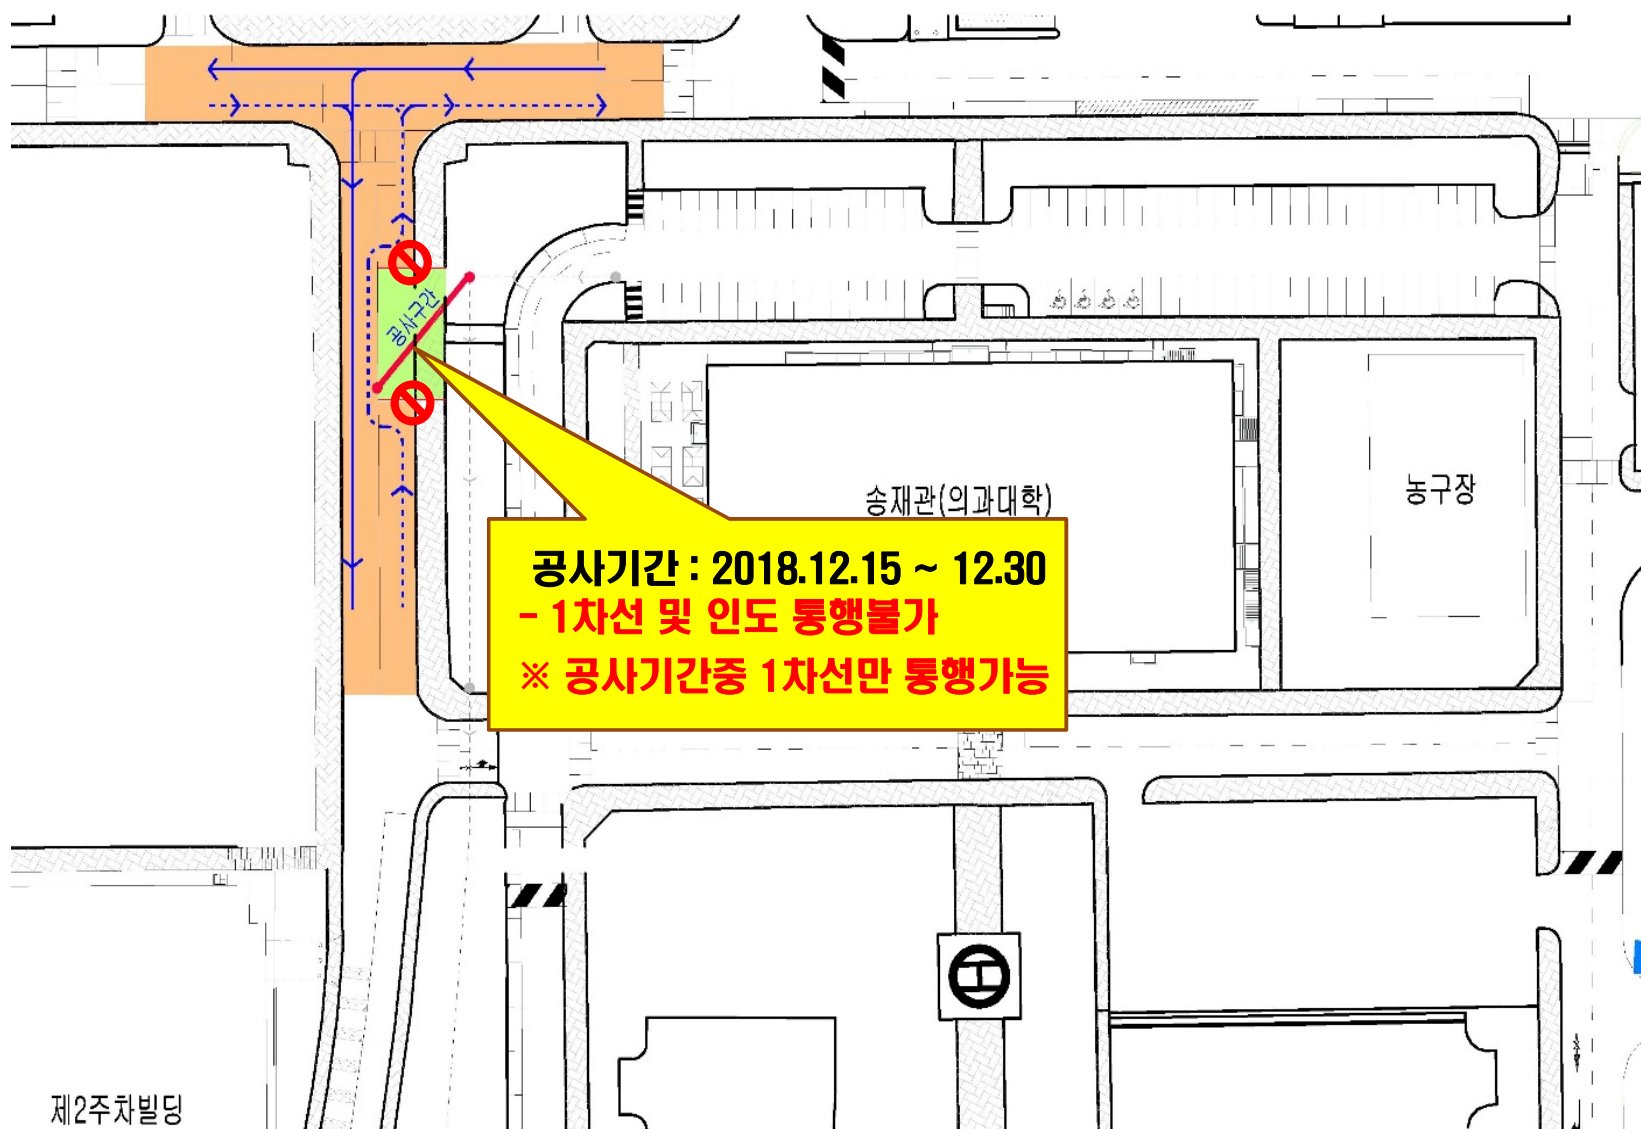 공사구간
송재관(의과대학)
농구장
공사기간 : 2018.12.15 ~ 12.30
- 1차선 및 인도 통행불가
※ 공사기간중 1차선만 통행가능
H
제2주차빌딩